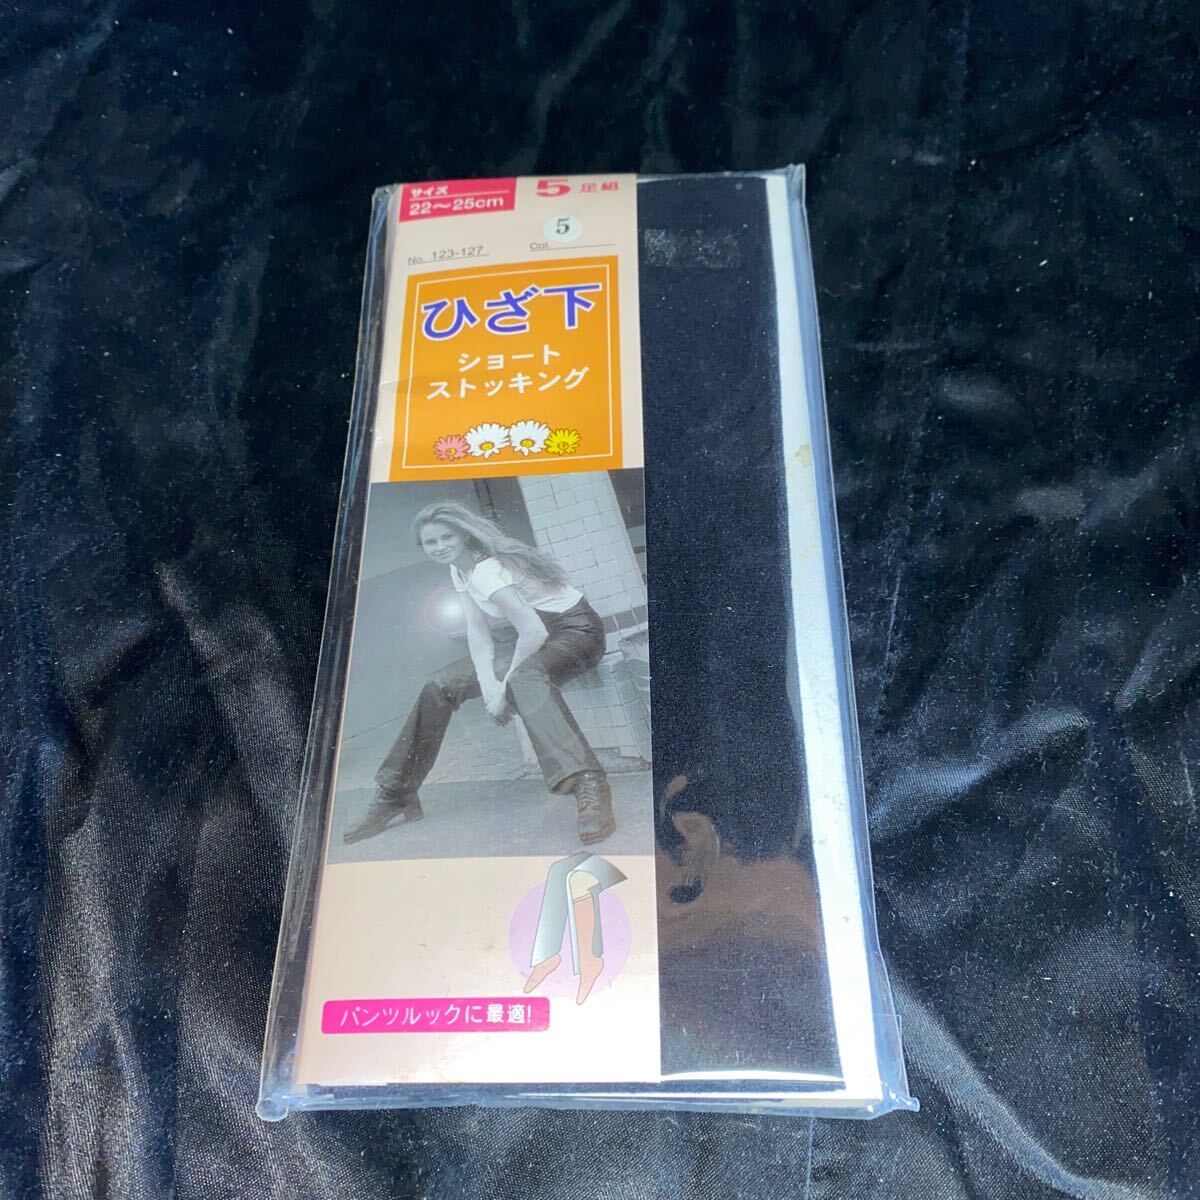 サイズ
22〜25cm
5足組
No. 123-127
Col. 5
ひざ下
ショート
ストッキング
パンツルックに最適!